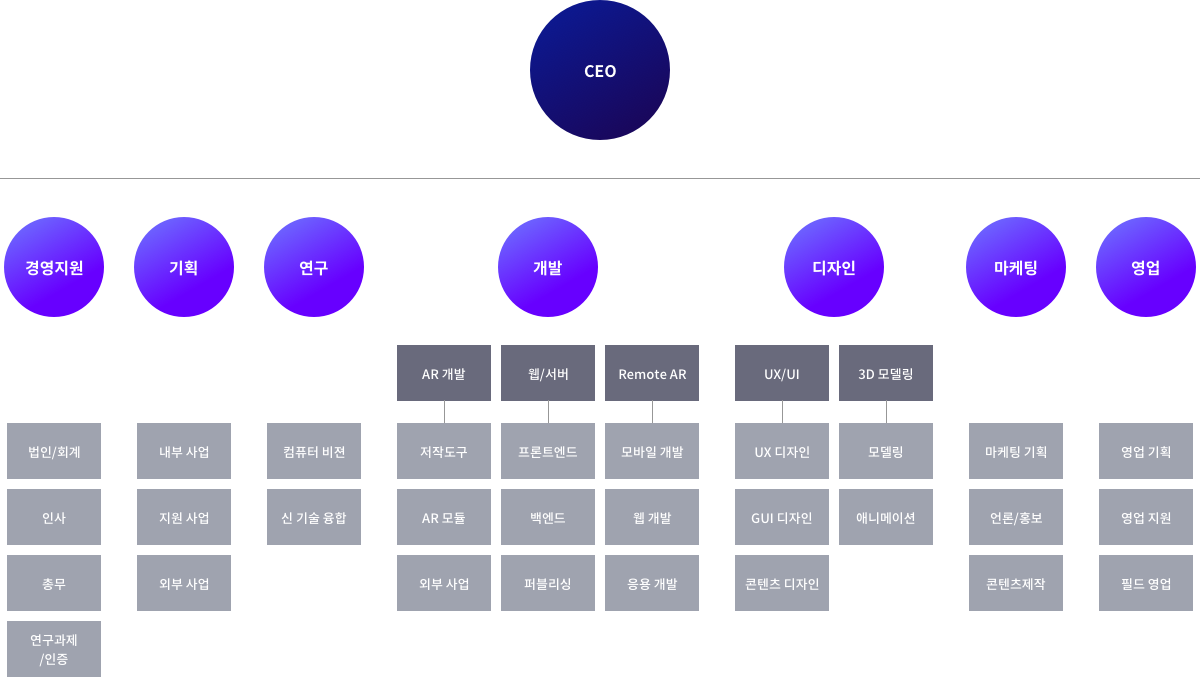 CEO
경영지원
기획
연구
개발
디자인
마케팅
영업
AR 개발
웹/서버
Remote AR
UX/UI
3D 모델링
법인/회계
내부 사업
컴퓨터 비젼
저작도구
프론트엔드
모바일 개발
UX 디자인
모델링
마케팅 기획
영업 기획
인사
지원 사업
신 기술 융합
AR 모듈
백엔드
웹 개발
GUI 디자인
애니메이션
언론/홍보
영업 지원
총무
외부 사업
외부 사업
퍼블리싱
응용 개발
콘텐츠 디자인
콘텐츠제작
필드 영업
연구과제
/인증